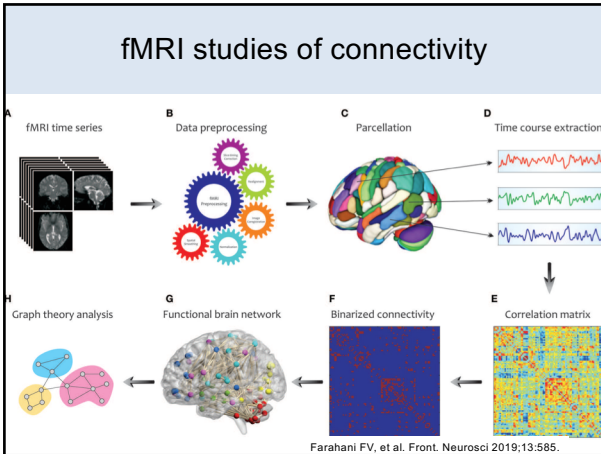 fMRI studies of connectivity
A
fMRI time series
B
Data preprocessing
C
Parcellation
D
Time course extraction
H
Graph theory analysis
G
Functional brain network
F
Binarized connectivity
E
Correlation matrix
Farahani FV, et al. Front. Neurosci 2019;13:585.